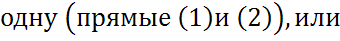 одну (прямые (1)и (2)), или